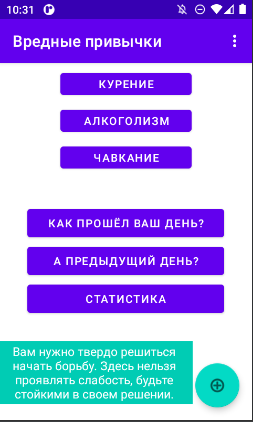 10:31
Вредные привычки
КУРЕНИЕ
АЛКОГОЛИЗМ
ЧАВКАНИЕ
КАК ПРОШЁЛ ВАШ ДЕНЬ?
А ПРЕДЫДУЩИЙ ДЕНЬ?
СТАТИСТИКА
Вам нужно твердо решиться
начать борьбу. Здесь нельзя
проявлять слабость, будьте
стойкими в своем решении.